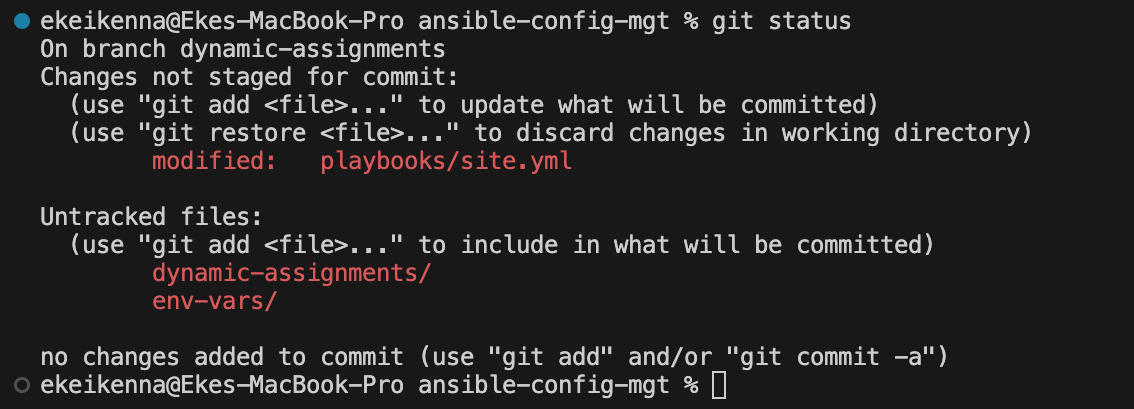 ekeikenna@Ekes-MacBook-Pro ansible-config-mgt % git status
On branch dynamic-assignments
Changes not staged for commit:
  (use "git add <file>..." to update what will be committed)
  (use "git restore <file>..." to discard changes in working directory)
        modified:   playbooks/site.yml

Untracked files:
  (use "git add <file>..." to include in what will be committed)
        dynamic-assignments/
        env-vars/

no changes added to commit (use "git add" and/or "git commit -a")
ekeikenna@Ekes-MacBook-Pro ansible-config-mgt %